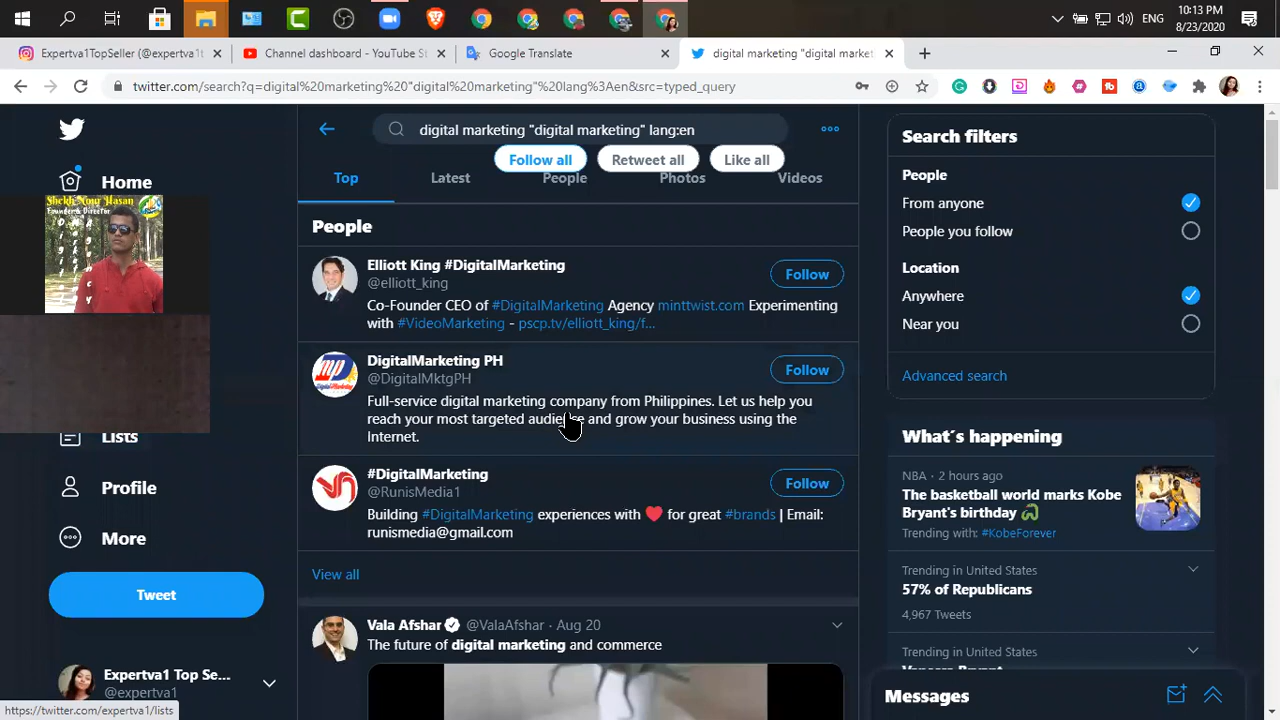 10:13 PM
ENG
8/23/2020
Expertva1TopSeller (@expertva1t
Channel dashboard - YouTube St
Google Translate
digital marketing "digital market
twitter.com/search?q=digital%20marketing%20"digital%20marketing"%20lang%3Aen&src=typed_query
digital marketing "digital marketing" lang:en
Follow all
Retweet all
Like all
Top
Latest
People
Photos
Videos
Home
Shekh Nour Hasan
Founder & Director
Lists
Profile
More
Tweet
Expertva1 Top Se...
@expertva1
https://twitter.com/expertva1/lists
People
Elliott King #DigitalMarketing
@elliott_king
Follow
Co-Founder CEO of #DigitalMarketing Agency minttwist.com Experimenting
with #VideoMarketing - pscp.tv/elliott_king/f...
DigitalMarketing PH
@DigitalMktgPH
Follow
Full-service digital marketing company from Philippines. Let us help you
reach your most targeted audience and grow your business using the
Internet.
#DigitalMarketing
@RunisMedia1
Follow
Building #DigitalMarketing experiences with ❤️ for great #brands | Email:
runismedia@gmail.com
View all
Vala Afshar @ValaAfshar · Aug 20
The future of digital marketing and commerce
Search filters
People
From anyone
People you follow
Location
Anywhere
Near you
Advanced search
What's happening
NBA · 2 hours ago
The basketball world marks Kobe
Bryant's birthday
Trending with: #KobeForever
Trending in United States
57% of Republicans
4,967 Tweets
Trending in United States
Vanessa Bryant
Messages